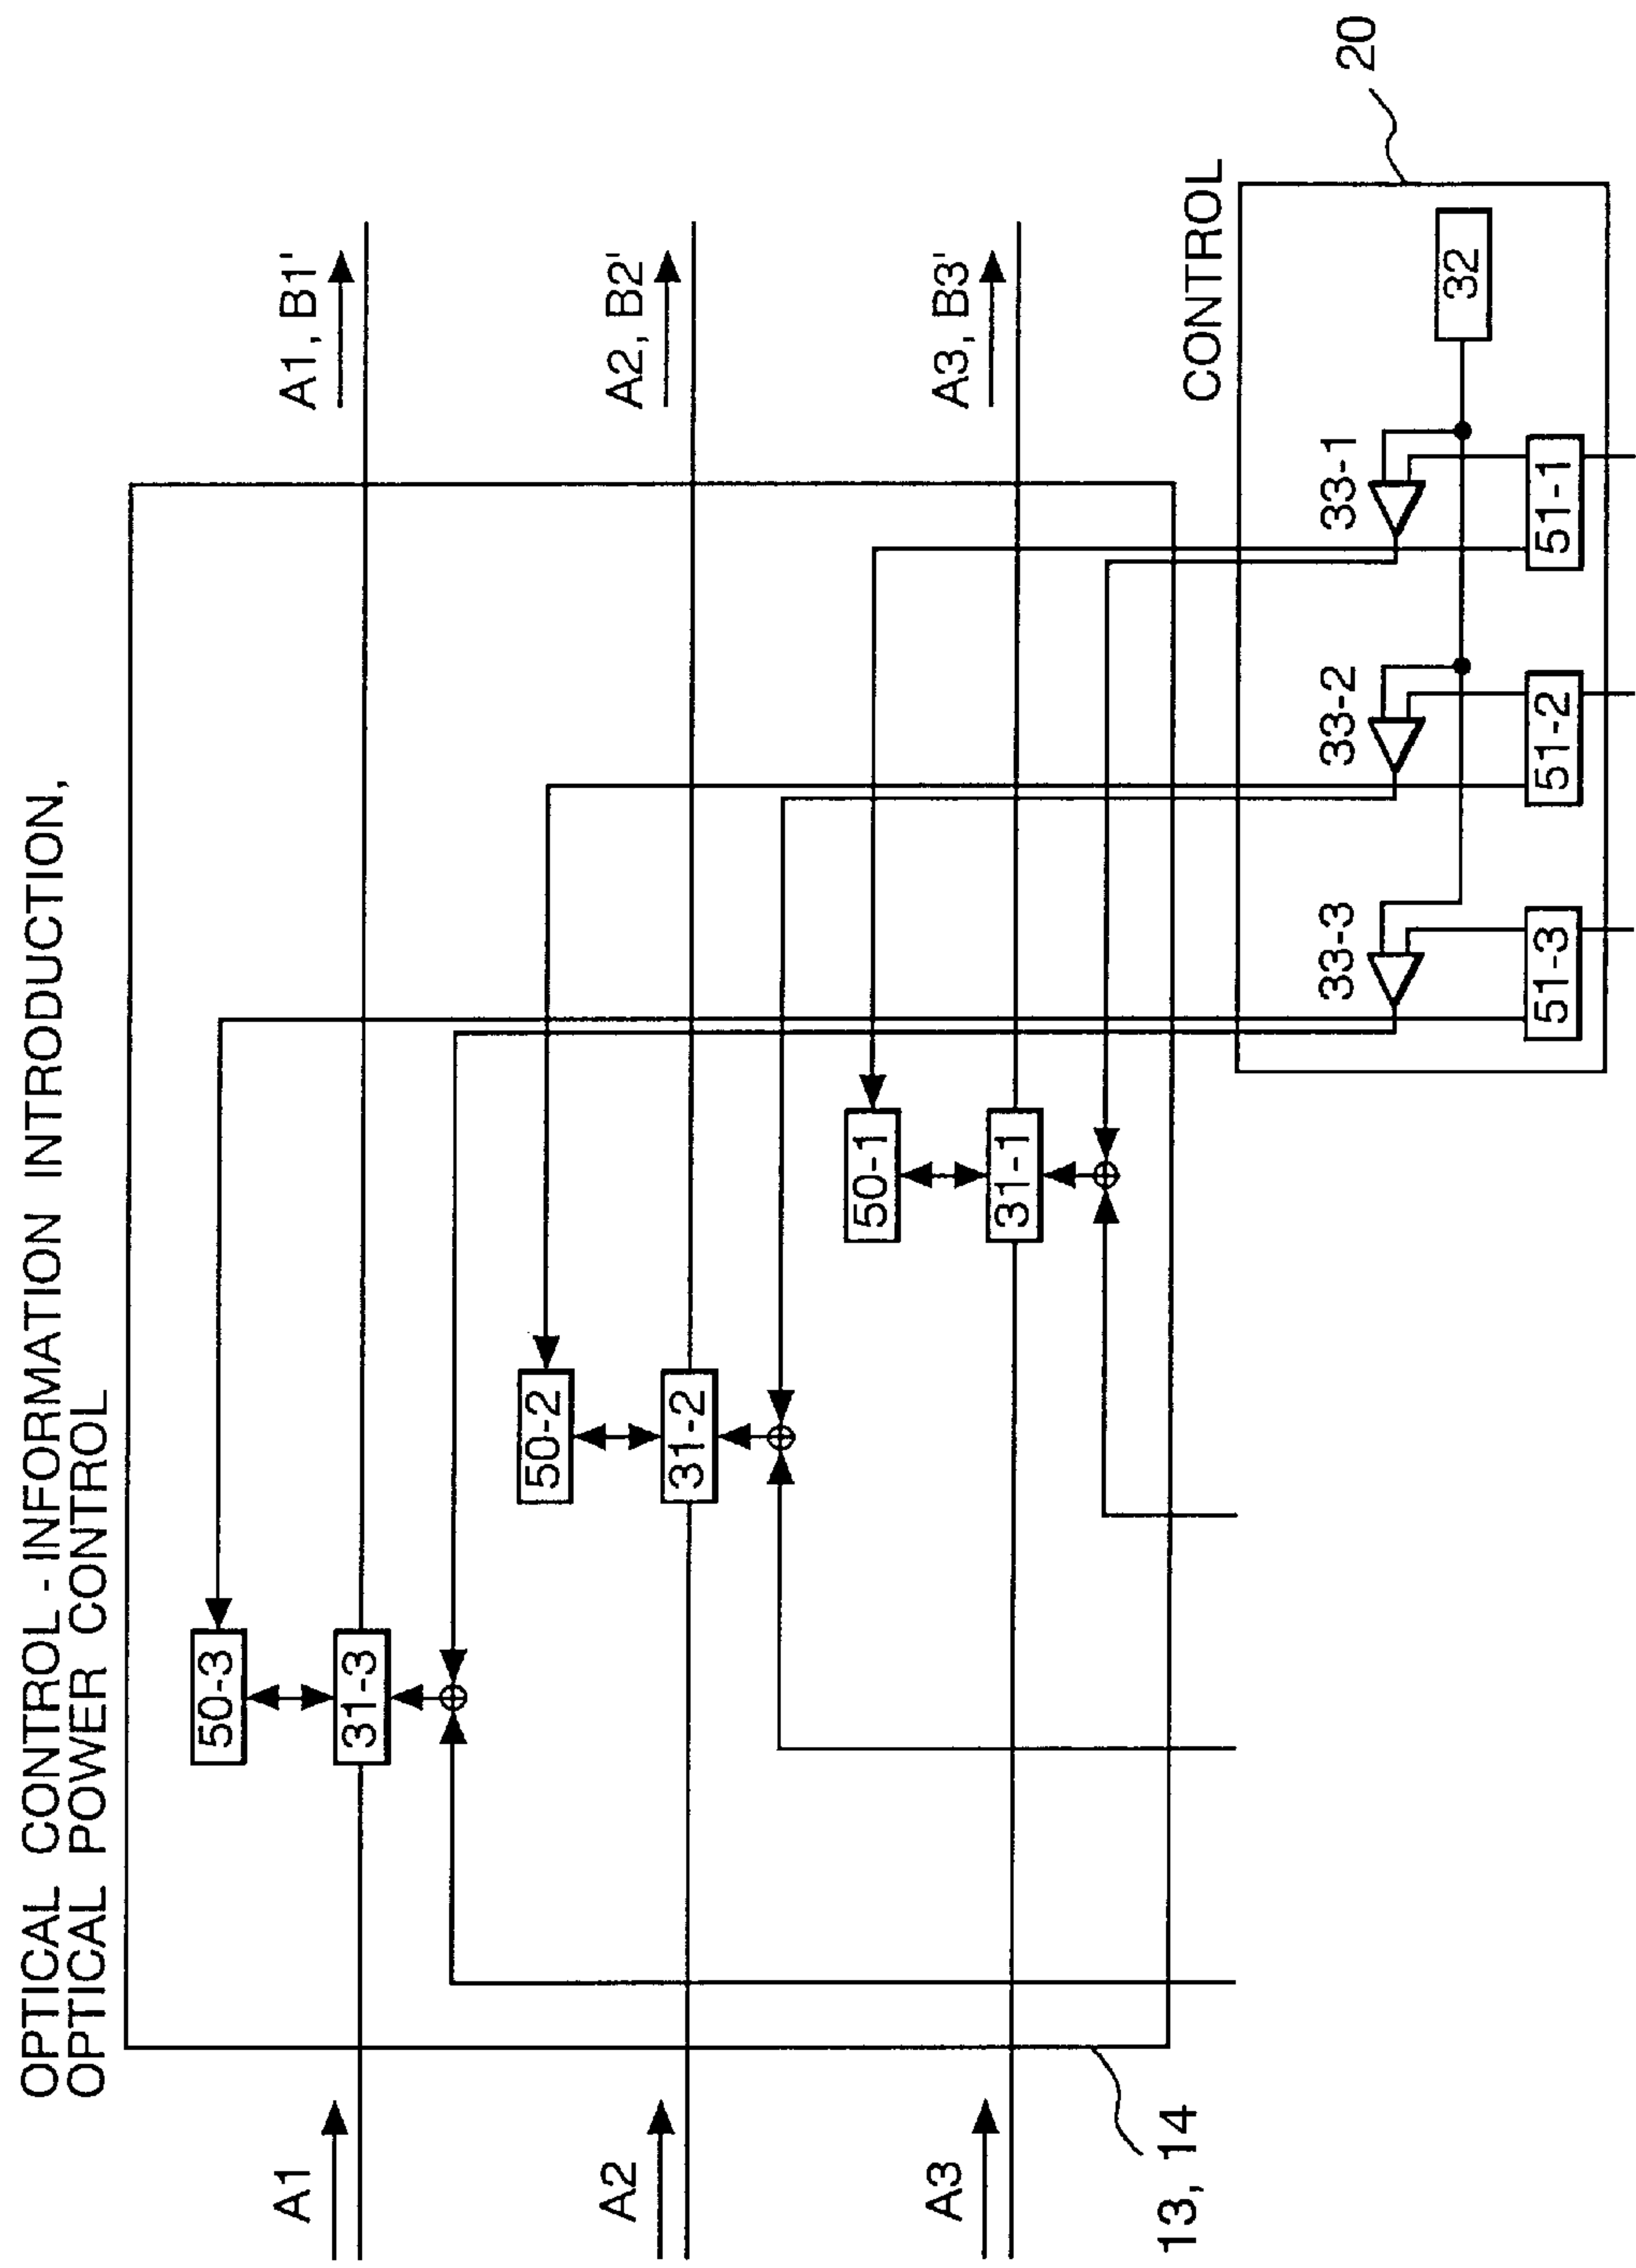 OPTICAL CONTROL - INFORMATION INTRODUCTION,
OPTICAL POWER CONTROL
A1
50-3
31-3
A1, B1'
A2
50-2
31-2
A2, B2'
A3
50-1
31-1
A3, B3'
13, 14
CONTROL
20
33-3
33-2
33-1
32
51-3
51-2
51-1